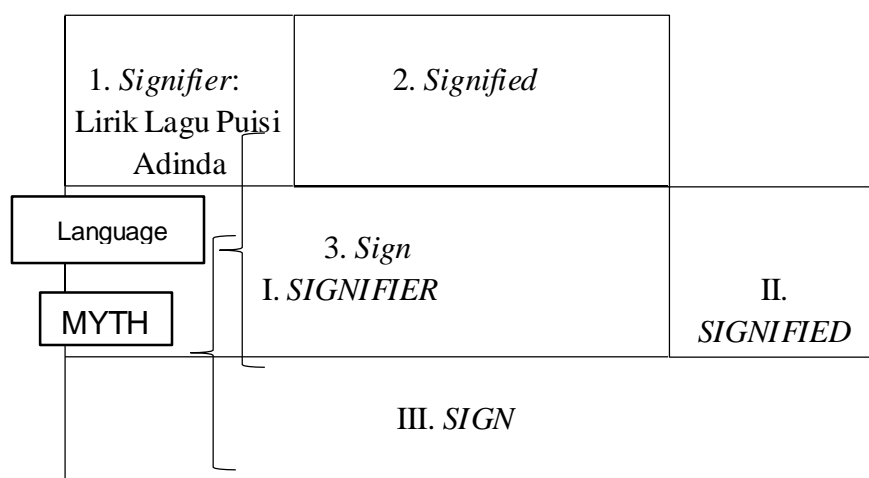 1. Signifier:
Lirik Lagu Puisi
Adinda
2. Signified
Language
MYTH
3. Sign
I. SIGNIFIER
II.
SIGNIFIED
III. SIGN